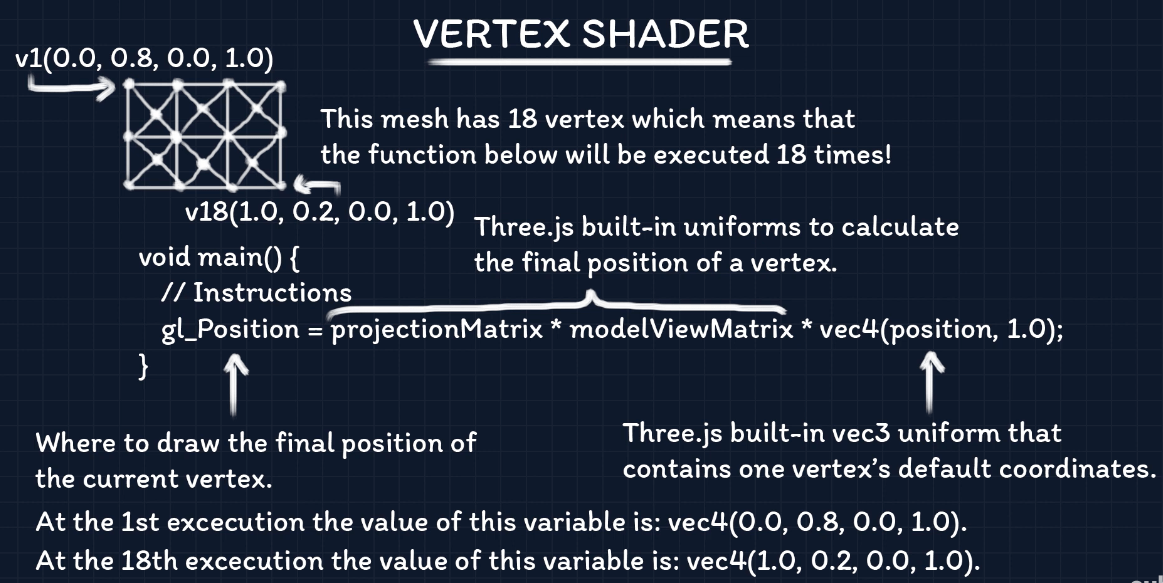 VERTEX SHADER
v1(0.0, 0.8, 0.0, 1.0)
This mesh has 18 vertex which means that
the function below will be executed 18 times!
v18(1.0, 0.2, 0.0, 1.0)
Three.js built-in uniforms to calculate
the final position of a vertex.
void main() {
// Instructions
gl_Position = projectionMatrix * modelViewMatrix * vec4(position, 1.0);
}
Where to draw the final position of
the current vertex.
Three.js built-in vec3 uniform that
contains one vertex's default coordinates.
At the 1st excecution the value of this variable is: vec4(0.0, 0.8, 0.0, 1.0).
At the 18th excecution the value of this variable is: vec4(1.0, 0.2, 0.0, 1.0).